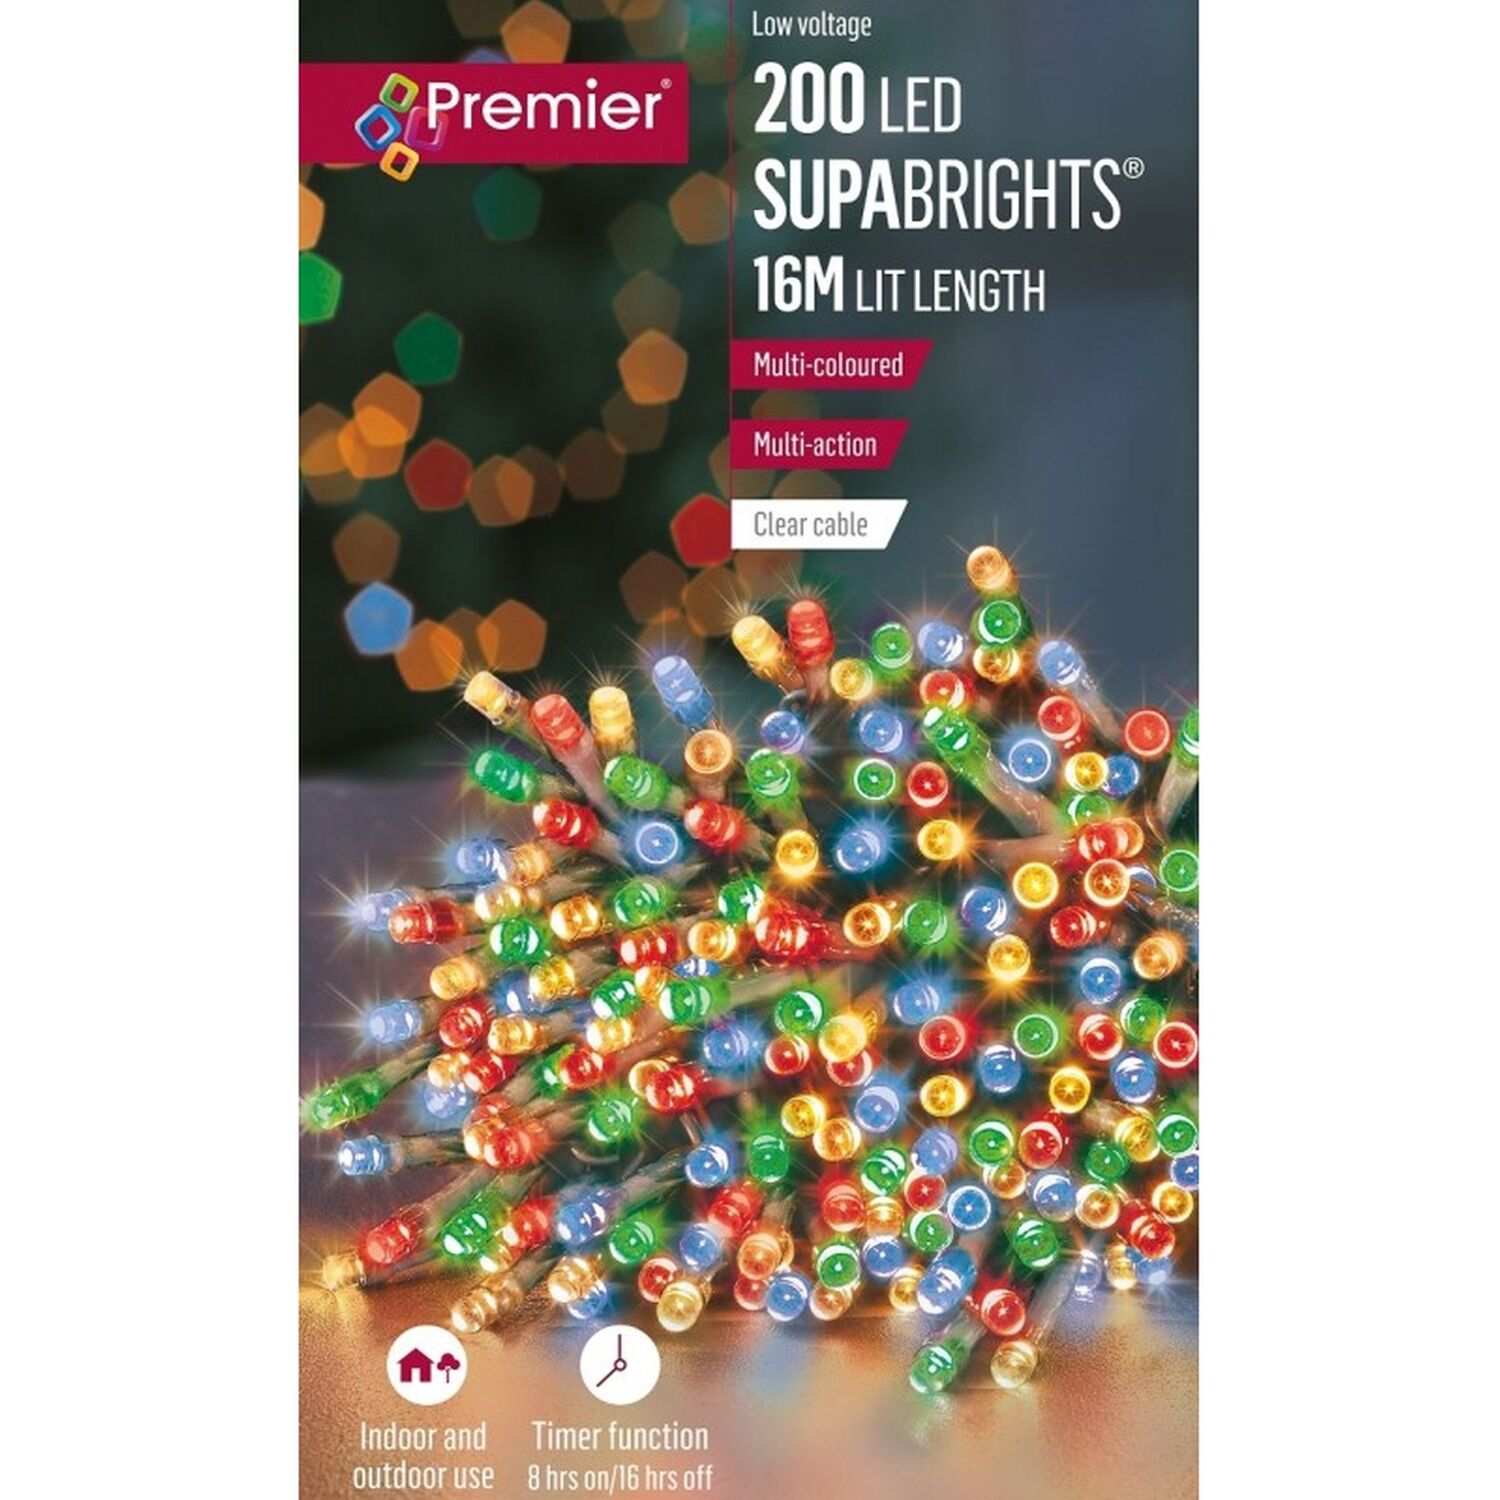 Premier®
Low voltage
200 LED
SUPABRIGHTS®
16M LIT LENGTH
Multi-coloured
Multi-action
Clear cable
Indoor and
outdoor use
Timer function
8 hrs on/16 hrs off